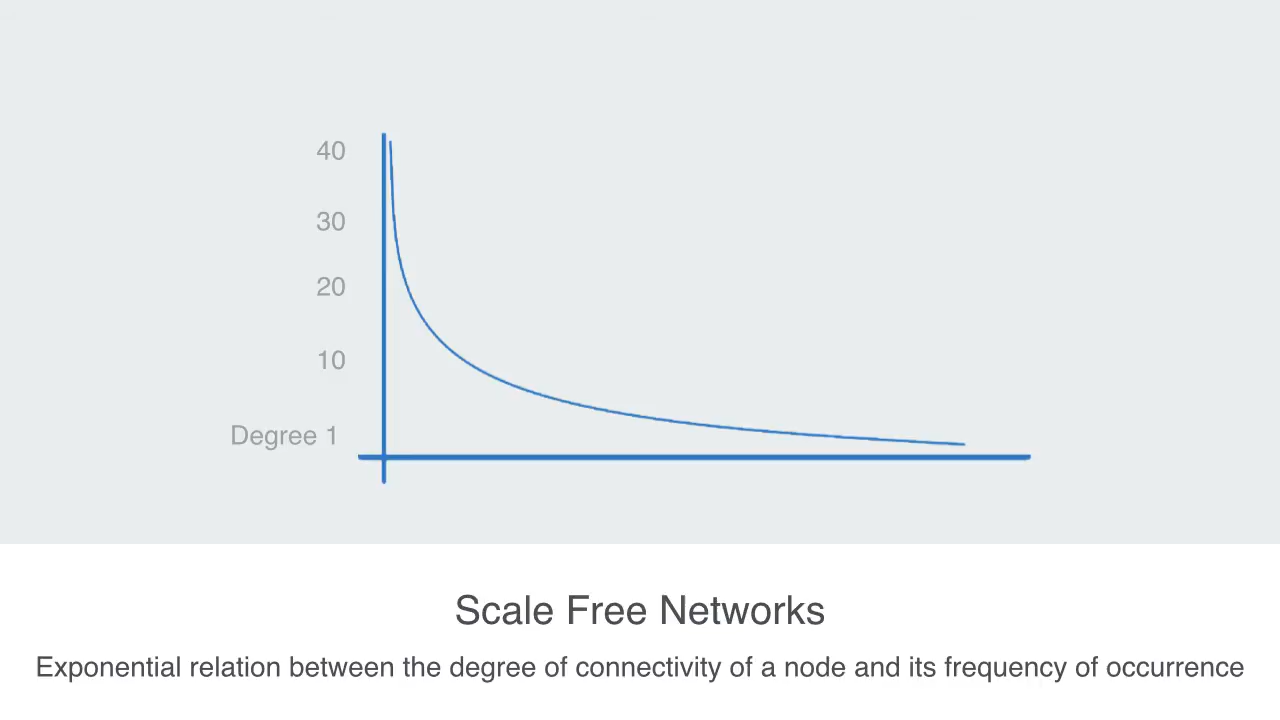 40
30
20
10
Degree 1
Scale Free Networks
Exponential relation between the degree of connectivity of a node and its frequency of occurrence